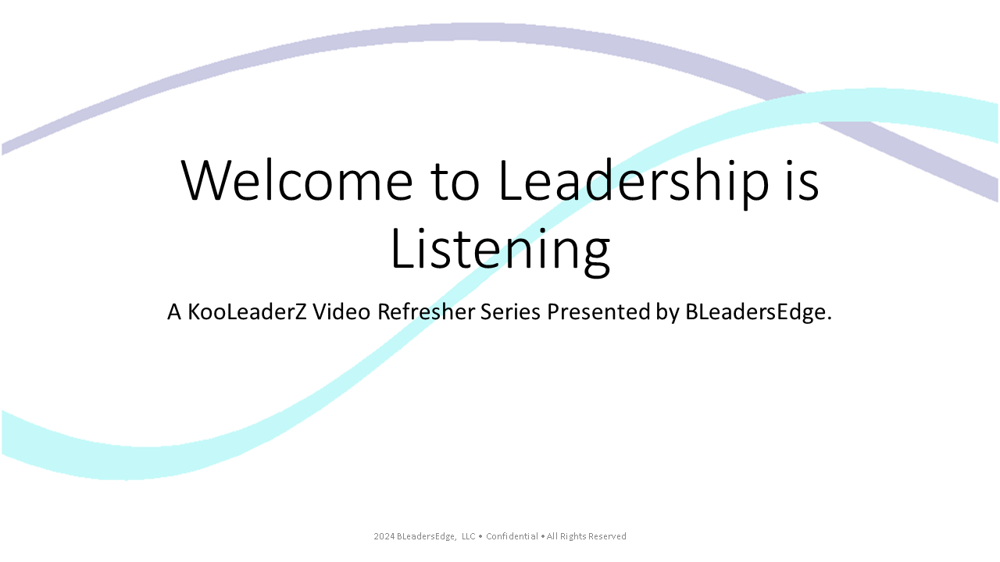 Welcome to Leadership is
Listening
A KooLeaderZ Video Refresher Series Presented by BLeadersEdge.
2024 BLeadersEdge, LLC • Confidential • All Rights Reserved